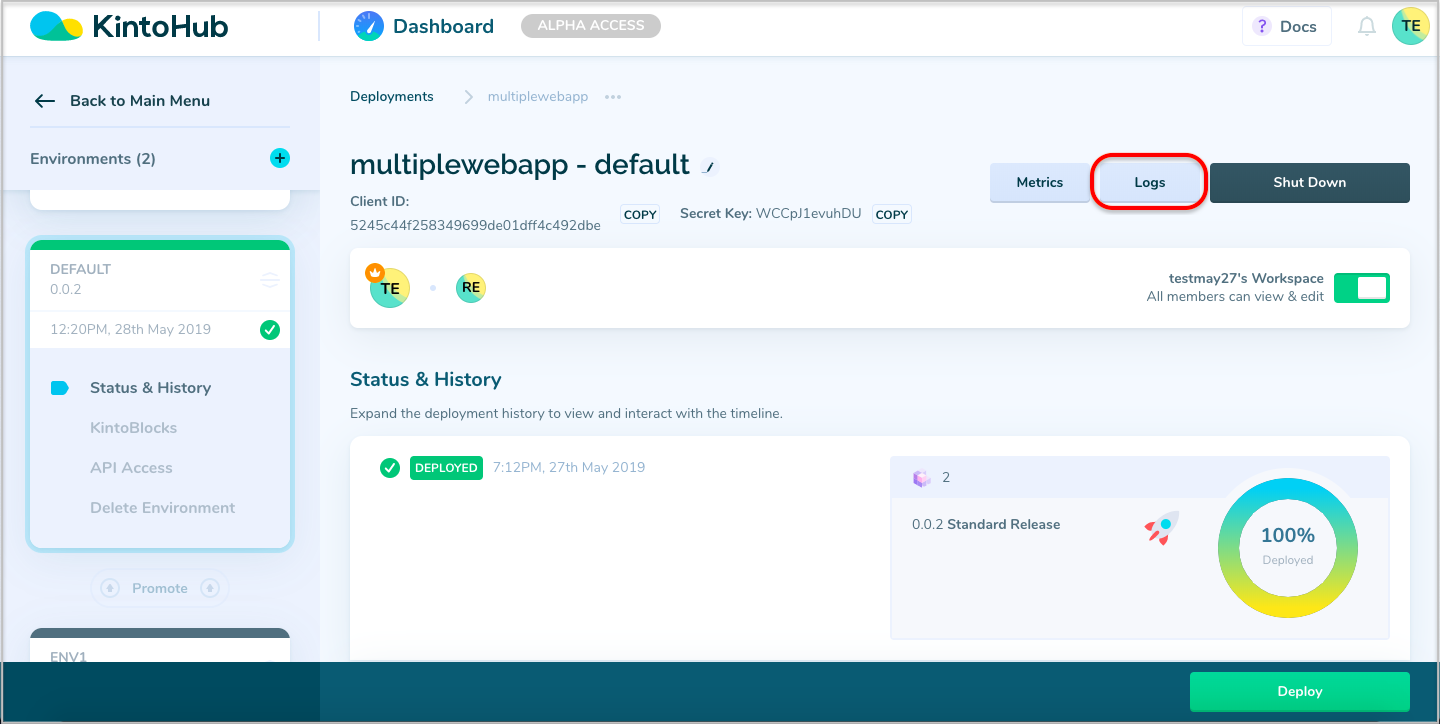 KintoHub
Dashboard
ALPHA ACCESS
? Docs
TE
Back to Main Menu
Environments (2)
DEFAULT
0.0.2
12:20PM, 28th May 2019
Status & History
KintoBlocks
API Access
Delete Environment
Promote
ENV1
Deployments
multiplewebapp
multiplewebapp - default
Client ID:
5245c44f258349699de01dff4c492dbe
COPY
Secret Key: WCCpJ1evuhDU
COPY
Metrics
Logs
Shut Down
TE
RE
testmay27's Workspace
All members can view & edit
Status & History
Expand the deployment history to view and interact with the timeline.
DEPLOYED
7:12PM, 27th May 2019
2
0.0.2 Standard Release
100%
Deployed
Deploy